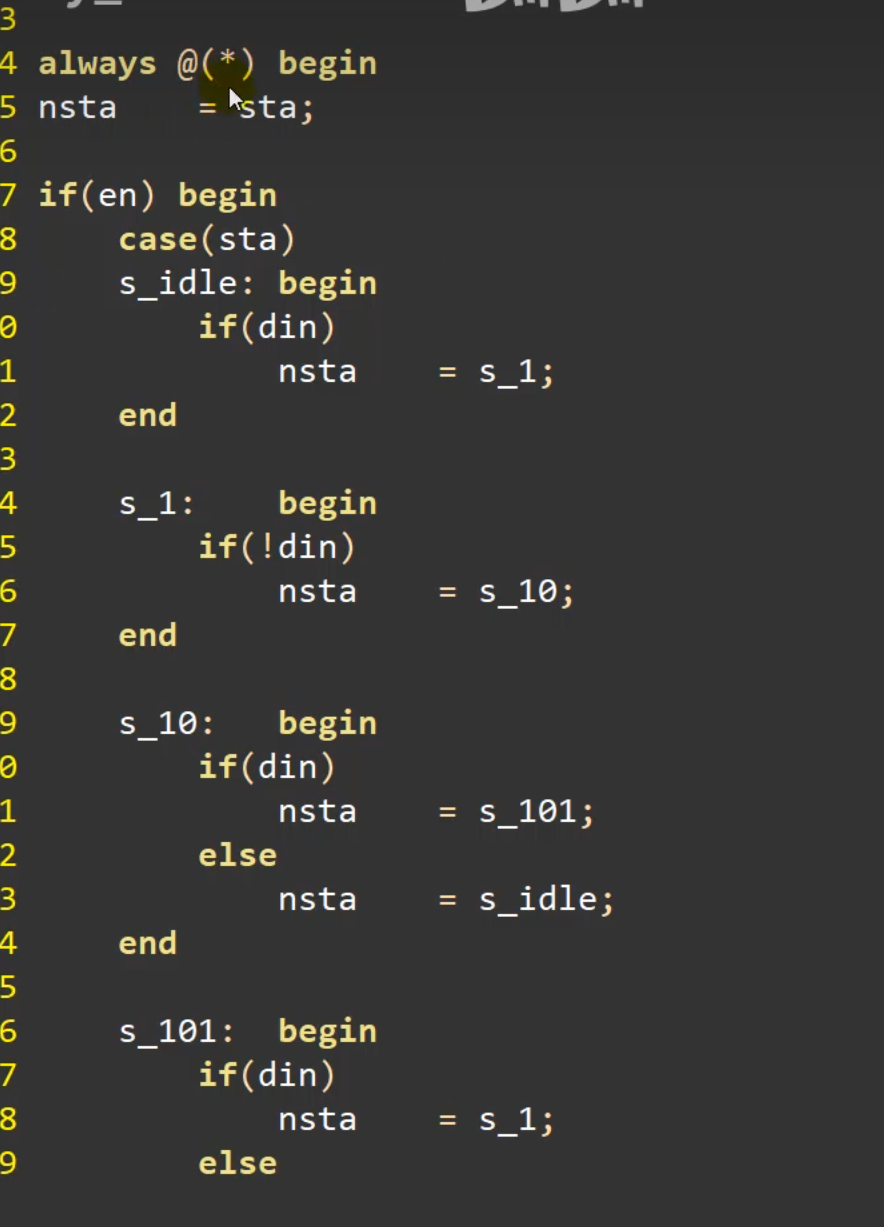 3
4 always @(*) begin
5 nsta    = sta;
6
7 if(en) begin
8     case(sta)
9     s_idle: begin
0         if(din)
1             nsta    = s_1;
2     end
3
4     s_1:    begin
5         if(!din)
6             nsta    = s_10;
7     end
8
9     s_10:   begin
0         if(din)
1             nsta    = s_101;
2         else
3             nsta    = s_idle;
4     end
5
6     s_101:  begin
7         if(din)
8             nsta    = s_1;
9         else